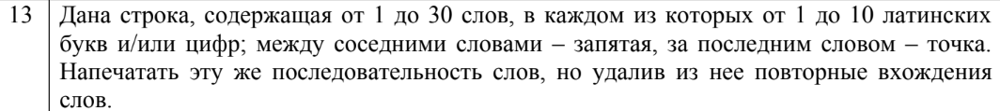 13 Дана строка, содержащая от 1 до 30 слов, в каждом из которых от 1 до 10 латинских
букв и/или цифр; между соседними словами – запятая, за последним словом – точка.
Напечатать эту же последовательность слов, но удалив из нее повторные вхождения
слов.